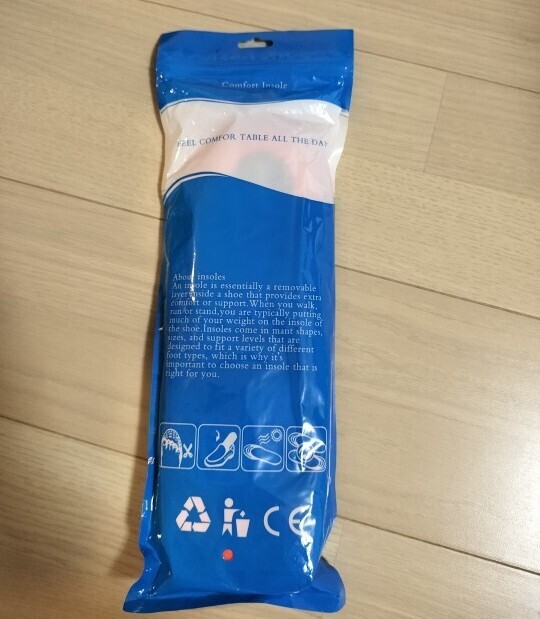 Comfort Insole
FEEL COMFOR TABLE ALL THE DAY
About insoles
An insole is essentially a removable
layer inside a shoe that provides extra
comfort or support.When you walk,
run or stand,you are typically putting
much of your weight on the insole of
the shoe.Insoles come in mant shapes,
sizes, and support levels that are
designed to fit a variety of different
foot types, which is why it's
important to choose an insole that is
right for you.
CE